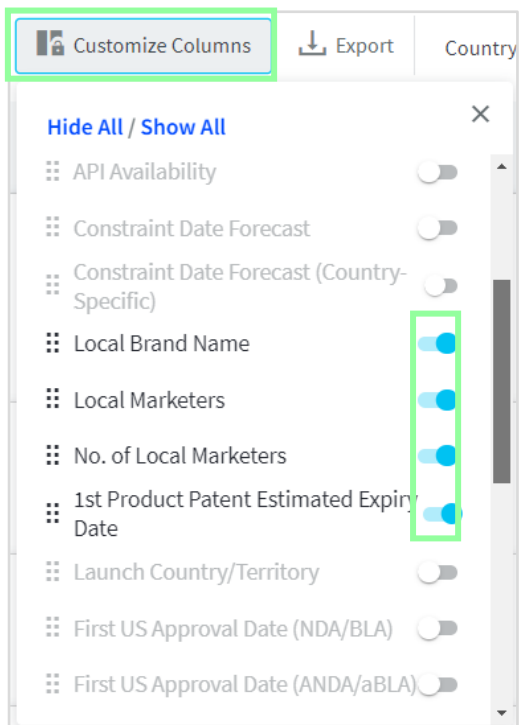 Customize Columns
Export
Country
Hide All / Show All
API Availability
Constraint Date Forecast
Constraint Date Forecast (Country-
Specific)
Local Brand Name
Local Marketers
No. of Local Marketers
1st Product Patent Estimated Expiry
Date
Launch Country/Territory
First US Approval Date (NDA/BLA)
First US Approval Date (ANDA/aBLA)